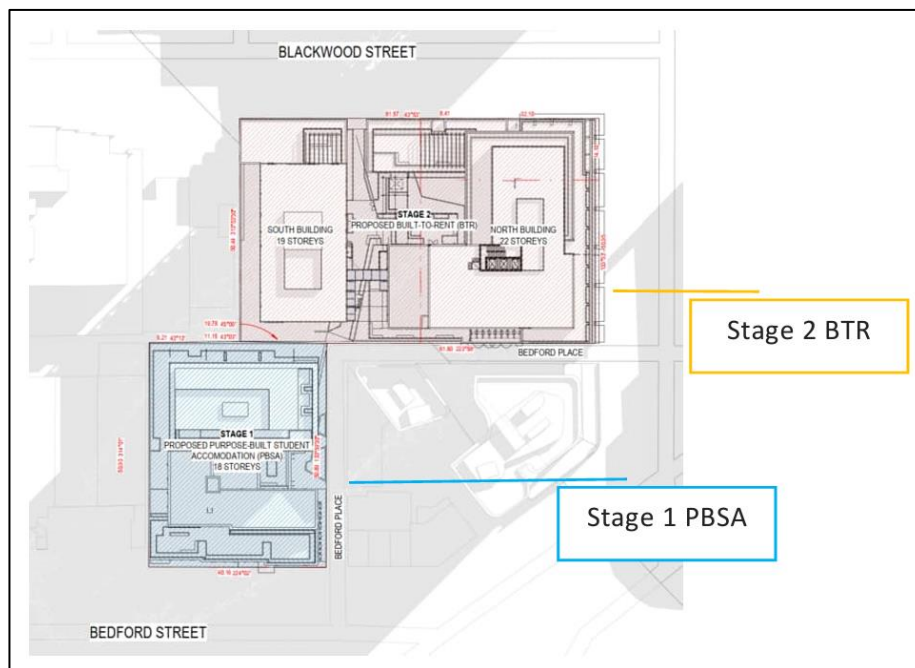 BLACKWOOD STREET
STAGE 2
PROPOSED BUILT-TO-RENT (BTR)
SOUTH BUILDING
19 STOREYS
NORTH BUILDING
22 STOREYS
Stage 2 BTR
BEDFORD PLACE
STAGE 1
PROPOSED PURPOSE-BUILT STUDENT
ACCOMODATION (PBSA)
18 STOREYS
L1
BEDFORD PLACE
Stage 1 PBSA
BEDFORD STREET